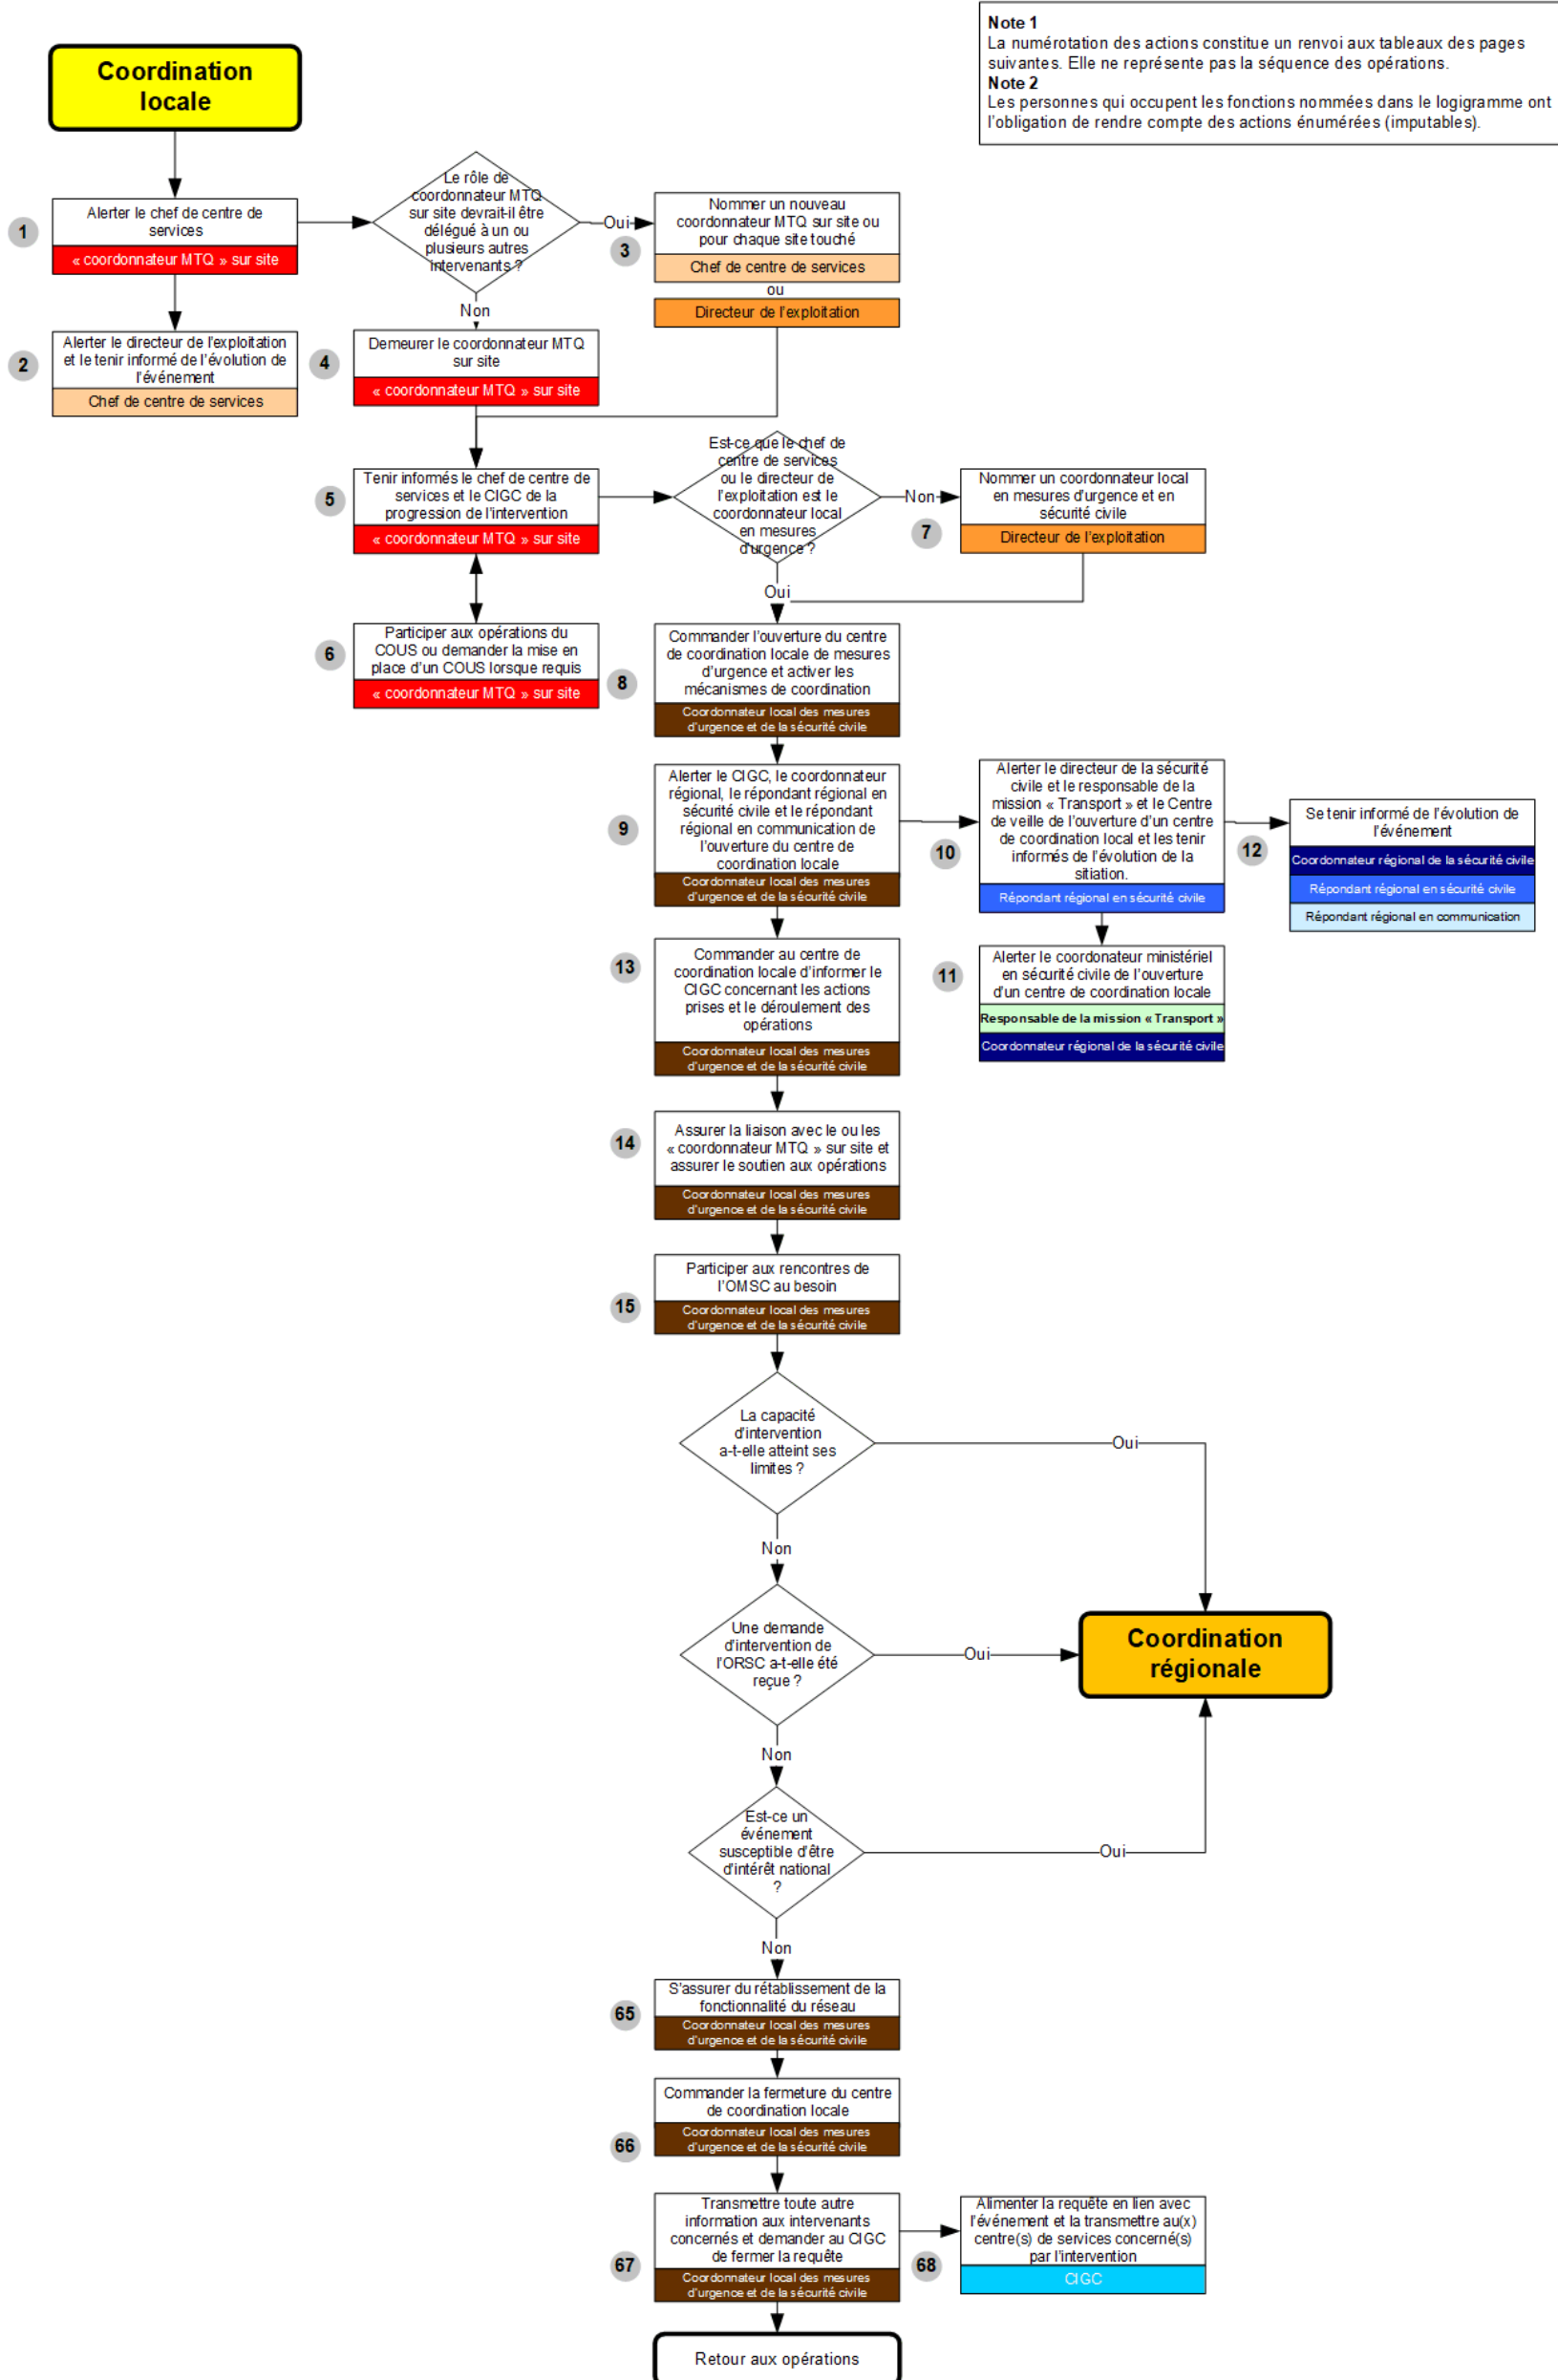 Note 1
La numérotation des actions constitue un renvoi aux tableaux des pages
suivantes. Elle ne représente pas la séquence des opérations.
Note 2
Les personnes qui occupent les fonctions nommées dans le logigramme ont
l'obligation de rendre compte des actions énumérées (imputables).
Coordination
locale
1
Alerter le chef de centre de
services
« coordonnateur MTQ » sur site
Le rôle de
coordonnateur MTQ
sur site devrait-il être
délégué à un ou
plusieurs autres
intervenants ?
Oui
3
Nommer un nouveau
coordonnateur MTQ sur site ou
pour chaque site touché
Chef de centre de services
ou
Directeur de l'exploitation
Non
2
Alerter le directeur de l'exploitation
et le tenir informé de l'évolution de
l'événement
Chef de centre de services
4
Demeurer le coordonnateur MTQ
sur site
« coordonnateur MTQ » sur site
5
Tenir informés le chef de centre de
services et le CIGC de la
progression de l'intervention
« coordonnateur MTQ » sur site
Est-ce que le chef de
centre de services
ou le directeur de
l'exploitation est le
coordonnateur local
en mesures
d'urgence ?
Non
7
Nommer un coordonnateur local
en mesures d'urgence et en
sécurité civile
Directeur de l'exploitation
Oui
6
Participer aux opérations du
COUS ou demander la mise en
place d'un COUS lorsque requis
« coordonnateur MTQ » sur site
8
Commander l'ouverture du centre
de coordination locale de mesures
d'urgence et activer les
mécanismes de coordination
Coordonnateur local des mesures
d'urgence et de la sécurité civile
9
Alerter le CIGC, le coordonnateur
régional, le répondant régional en
sécurité civile et le répondant
régional en communication de
l'ouverture du centre de
coordination locale
Coordonnateur local des mesures
d'urgence et de la sécurité civile
10
Alerter le directeur de la sécurité
civile et le responsable de la
mission « Transport » et le Centre
de veille de l'ouverture d'un centre
de coordination local et les tenir
informés de l'évolution de la
sitiation.
Répondant régional en sécurité civile
12
Se tenir informé de l'évolution de
l'événement
Coordonnateur régional de la sécurité civile
Répondant régional en sécurité civile
Répondant régional en communication
11
Alerter le coordonateur ministériel
en sécurité civile de l'ouverture
d'un centre de coordination locale
Responsable de la mission « Transport »
Coordonnateur régional de la sécurité civile
13
Commander au centre de
coordination locale d'informer le
CIGC concernant les actions
prises et le déroulement des
opérations
Coordonnateur local des mesures
d'urgence et de la sécurité civile
14
Assurer la liaison avec le ou les
« coordonnateur MTQ » sur site et
assurer le soutien aux opérations
Coordonnateur local des mesures
d'urgence et de la sécurité civile
15
Participer aux rencontres de
l'OMSC au besoin
Coordonnateur local des mesures
d'urgence et de la sécurité civile
La capacité
d'intervention
a-t-elle atteint ses
limites ?
Oui
Non
Une demande
d'intervention de
l'ORSC a-t-elle été
reçue ?
Oui
Coordination
régionale
Non
Est-ce un
événement
susceptible d'être
d'intérêt national
?
Oui
Non
65
S'assurer du rétablissement de la
fonctionnalité du réseau
Coordonnateur local des mesures
d'urgence et de la sécurité civile
66
Commander la fermeture du centre
de coordination locale
Coordonnateur local des mesures
d'urgence et de la sécurité civile
67
Transmettre toute autre
information aux intervenants
concernés et demander au CIGC
de fermer la requête
Coordonnateur local des mesures
d'urgence et de la sécurité civile
68
Alimenter la requête en lien avec
l'événement et la transmettre au(x)
centre(s) de services concerné(s)
par l'intervention
CIGC
Retour aux opérations